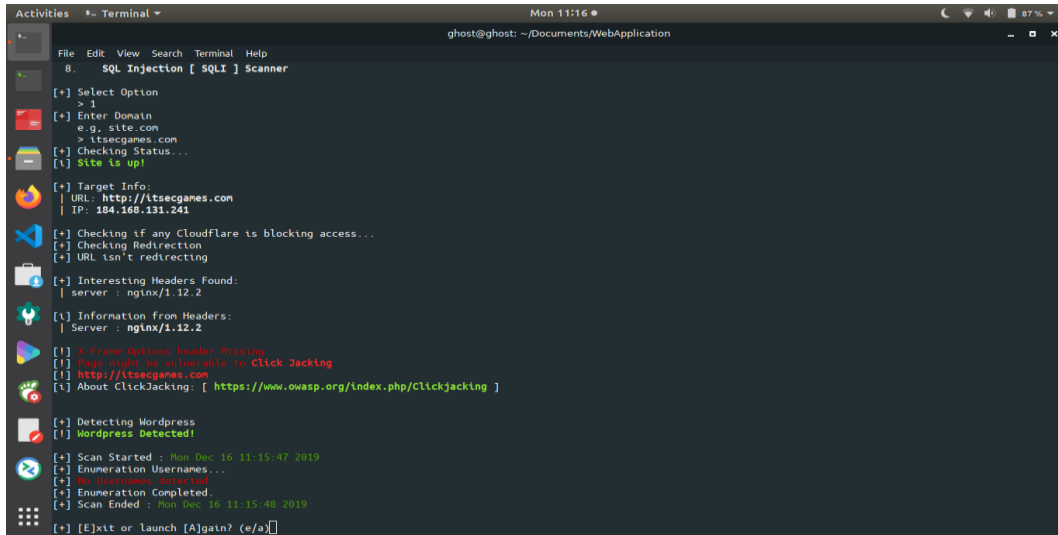 Activities Terminal Mon 11:16 87 %
ghost@ghost: ~/Documents/WebApplication
File Edit View Search Terminal Help
8. SQL Injection [ SQLI ] Scanner
[+] Select Option
> 1
[+] Enter Domain
e.g, site.com
> itsecgames.com
[+] Checking Status...
[i] Site is up!
[+] Target Info:
| URL: http://itsecgames.com
| IP: 184.168.131.241
[+] Checking if any Cloudflare is blocking access...
[+] Checking Redirection
[+] URL isn't redirecting
[+] Interesting Headers Found:
| server : nginx/1.12.2
[i] Information from Headers:
| Server : nginx/1.12.2
[!] X-Frame-Options header Missing
[!] Page might be vulnerable to Click Jacking
[!] http://itsecgames.com
[i] About ClickJacking: [ https://www.owasp.org/index.php/Clickjacking ]
[+] Detecting Wordpress
[!] Wordpress Detected!
[+] Scan Started : Mon Dec 16 11:15:47 2019
[+] Enumeration Usernames...
[+] No Usernames detected
[+] Enumeration Completed.
[+] Scan Ended : Mon Dec 16 11:15:48 2019
[+] [E]xit or launch [A]gain? (e/a)